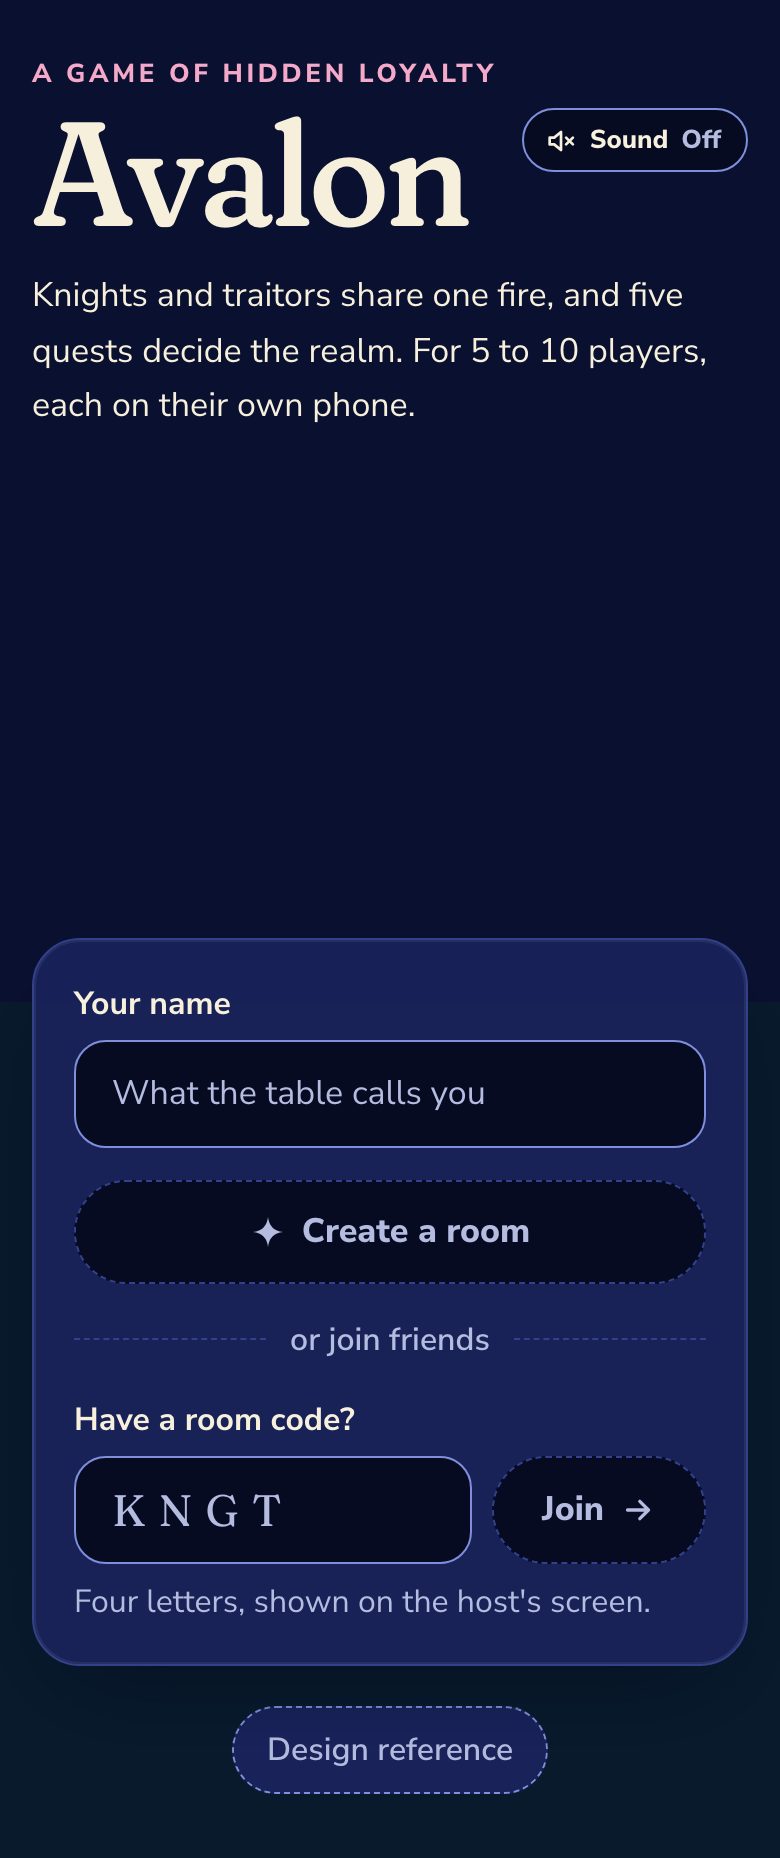 A GAME OF HIDDEN LOYALTY
Avalon
Sound Off
Knights and traitors share one fire, and five
quests decide the realm. For 5 to 10 players,
each on their own phone.
Your name
What the table calls you
Create a room
or join friends
Have a room code?
KNGT
Join
Four letters, shown on the host's screen.
Design reference